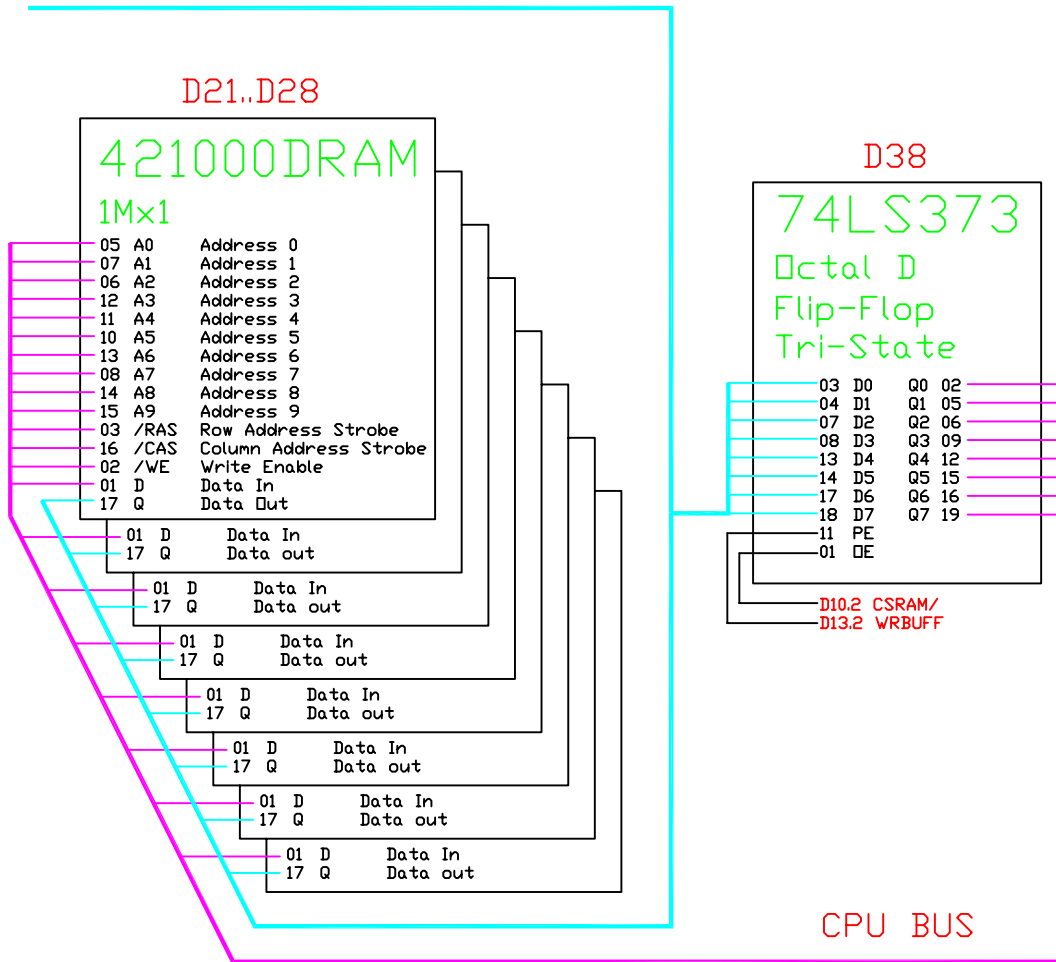 D21..D28
421000DRAM
1Mx1
05 A0 Address 0
07 A1 Address 1
06 A2 Address 2
12 A3 Address 3
11 A4 Address 4
10 A5 Address 5
13 A6 Address 6
08 A7 Address 7
14 A8 Address 8
15 A9 Address 9
03 /RAS Row Address Strobe
16 /CAS Column Address Strobe
02 /WE Write Enable
01 D Data In
17 Q Data Out
01 D Data In
17 Q Data out
01 D Data In
17 Q Data out
01 D Data In
17 Q Data out
01 D Data In
17 Q Data out
01 D Data In
17 Q Data out
01 D Data In
17 Q Data out
01 D Data In
17 Q Data out
D38
74LS373
Octal D
Flip-Flop
Tri-State
03 D0 Q0 02
04 D1 Q1 05
07 D2 Q2 06
08 D3 Q3 09
13 D4 Q4 12
14 D5 Q5 15
17 D6 Q6 16
18 D7 Q7 19
11 PE
01 OE
D10.2 CSRAM/
D13.2 WRBUFF
CPU BUS